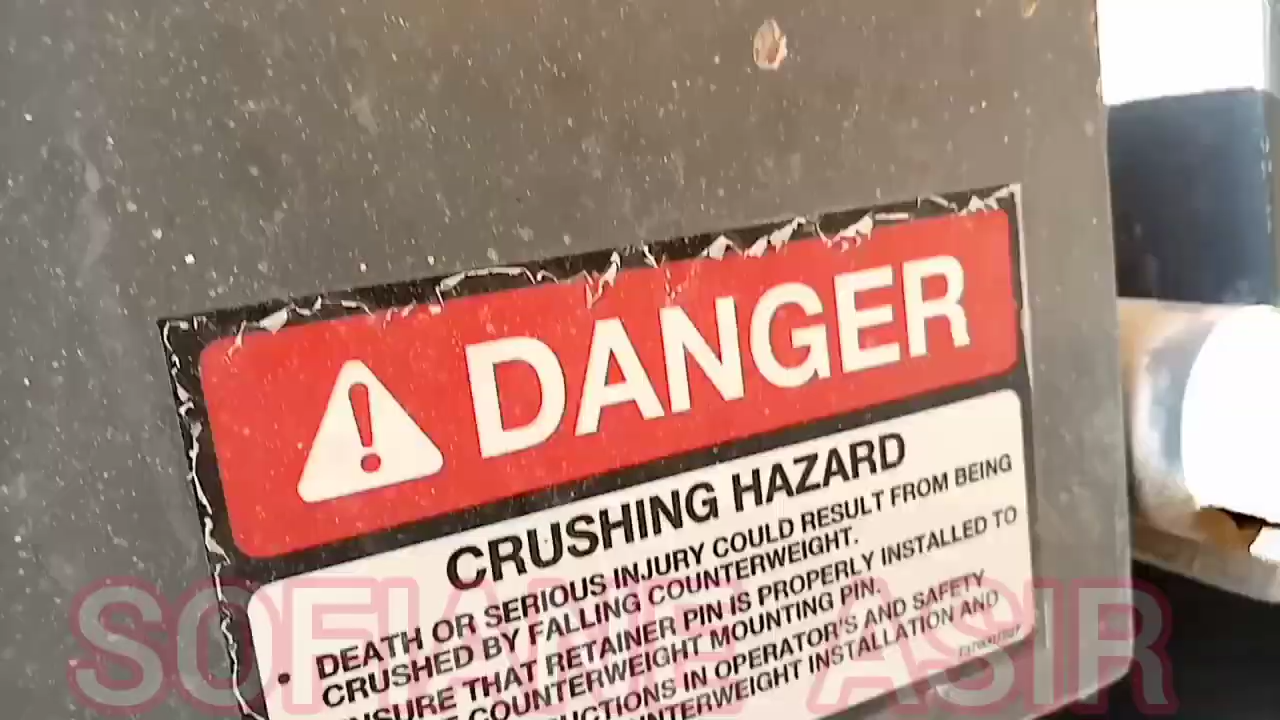 DANGER
CRUSHING HAZARD
• DEATH OR SERIOUS INJURY COULD RESULT FROM BEING
CRUSHED BY FALLING COUNTERWEIGHT.
ENSURE THAT RETAINER PIN IS PROPERLY INSTALLED TO
COUNTERWEIGHT MOUNTING PIN.
IN OPERATOR'S AND SAFETY
INSTALLATION AND
SOFIANE ASIR